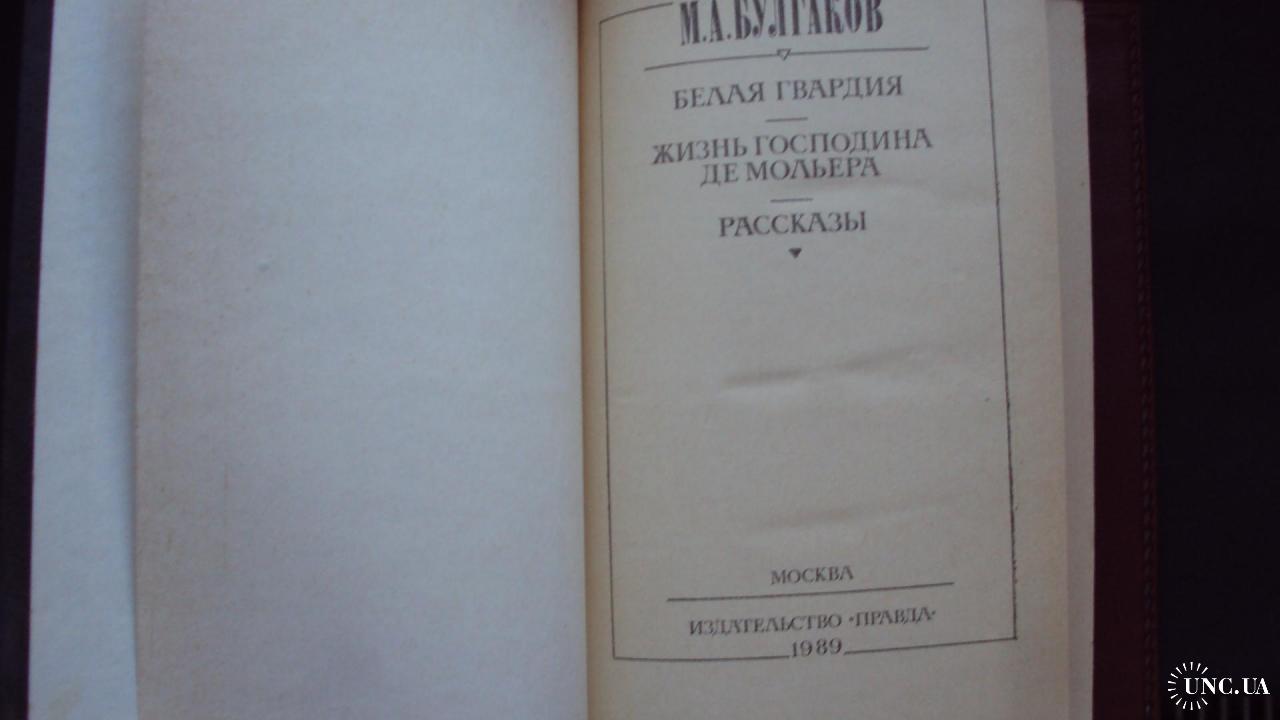 М.А.БУЛГАКОВ
БЕЛАЯ ГВАРДИЯ
ЖИЗНЬ ГОСПОДИНА
ДЕ МОЛЬЕРА
РАССКАЗЫ
МОСКВА
ИЗДАТЕЛЬСТВО «ПРАВДА»
1989
UNC.UA